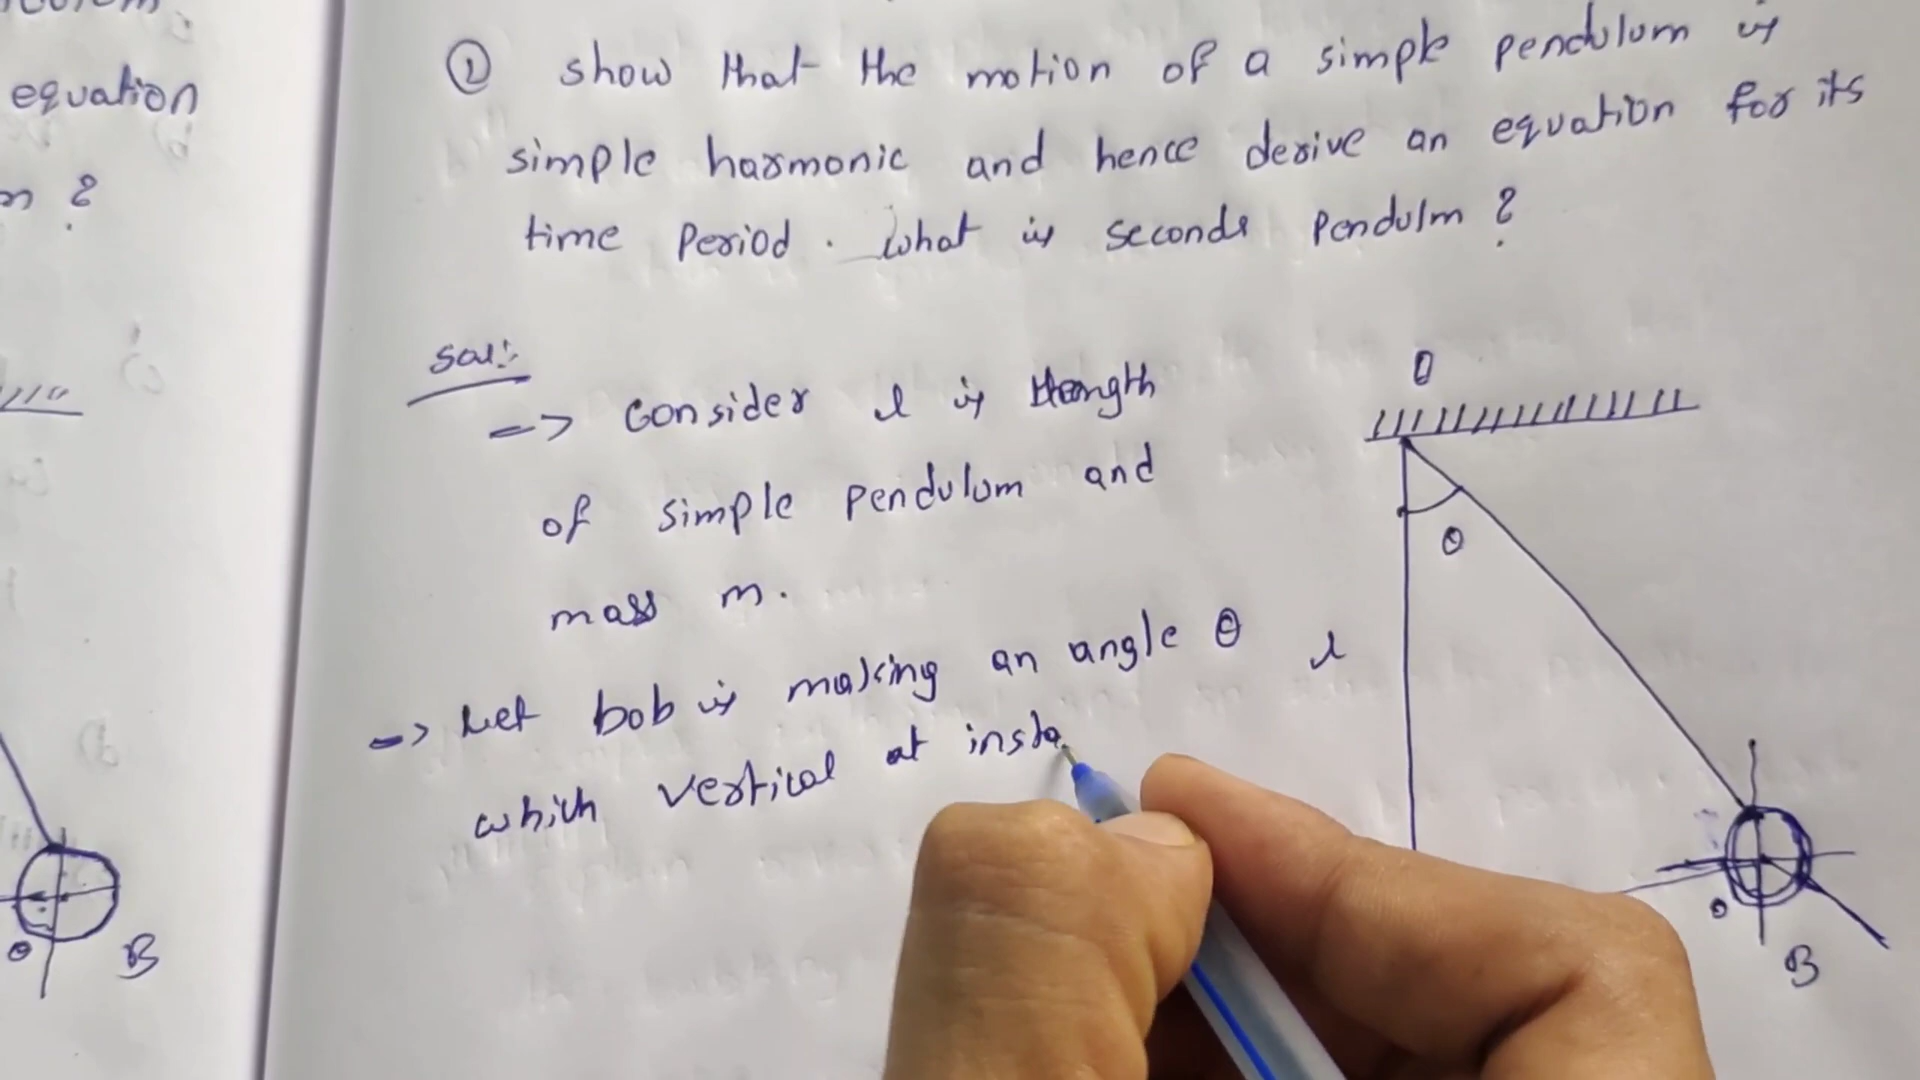 equation
?
① show that the motion of a simple pendulum is
simple harmonic and hence derive an equation for its
time period . what is seconds pendulm ?
sol:
-> consider l is length
of simple pendulum and
mass m.
-> Let bob is making an angle θ
which vertical at insta
O
θ
l
θ
B
θ
B